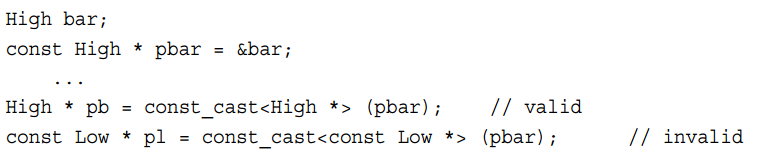 High bar;
const High * pbar = &bar;
    ...
High * pb = const_cast<High *> (pbar);    // valid
const Low * pl = const_cast<const Low *> (pbar);      // invalid